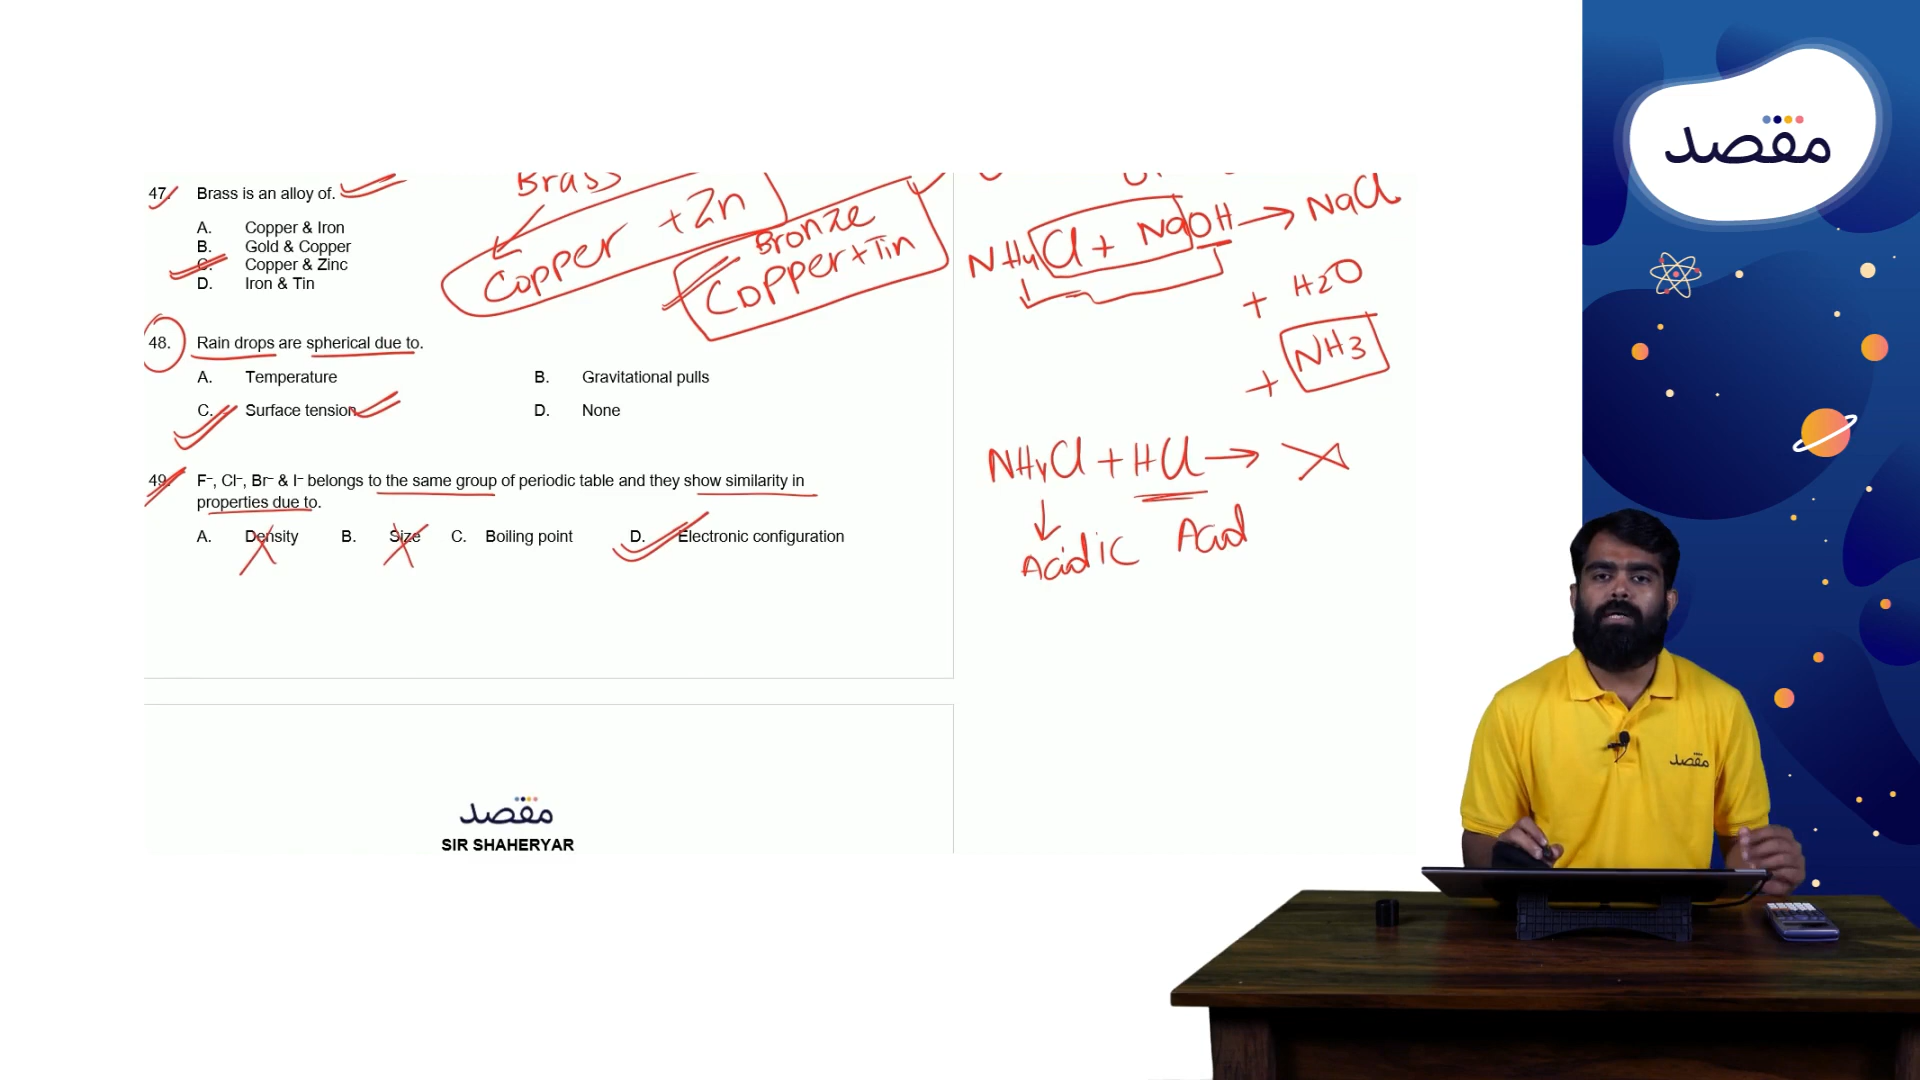 47. Brass is an alloy of.
A. Copper & Iron
B. Gold & Copper
C. Copper & Zinc
D. Iron & Tin
Brass
Copper + Zn
Bronze
Copper + Tin
48. Rain drops are spherical due to.
A. Temperature B. Gravitational pulls
C. Surface tension D. None
49. F⁻, Cl⁻, Br⁻ & I⁻ belongs to the same group of periodic table and they show similarity in
properties due to.
A. Density B. Size C. Boiling point D. Electronic configuration
NH4Cl + NaOH → NaCl
+ H2O
+ NH3
NH4Cl + HCl →
Acidic Acid
مقصد
SIR SHAHERYAR
مقصد
مقصد